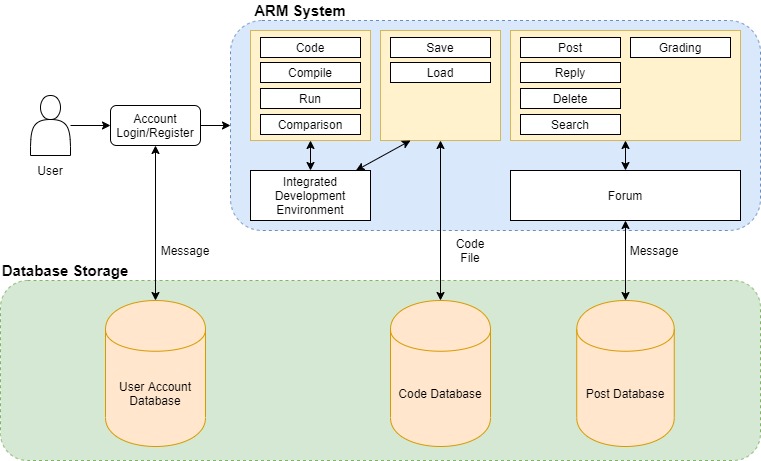 ARM System
Code
Compile
Run
Comparison
Save
Load
Post
Reply
Delete
Search
Grading
User
Account
Login/Register
Integrated
Development
Environment
Forum
Message
Code
File
Message
Database Storage
User Account
Database
Code Database
Post Database